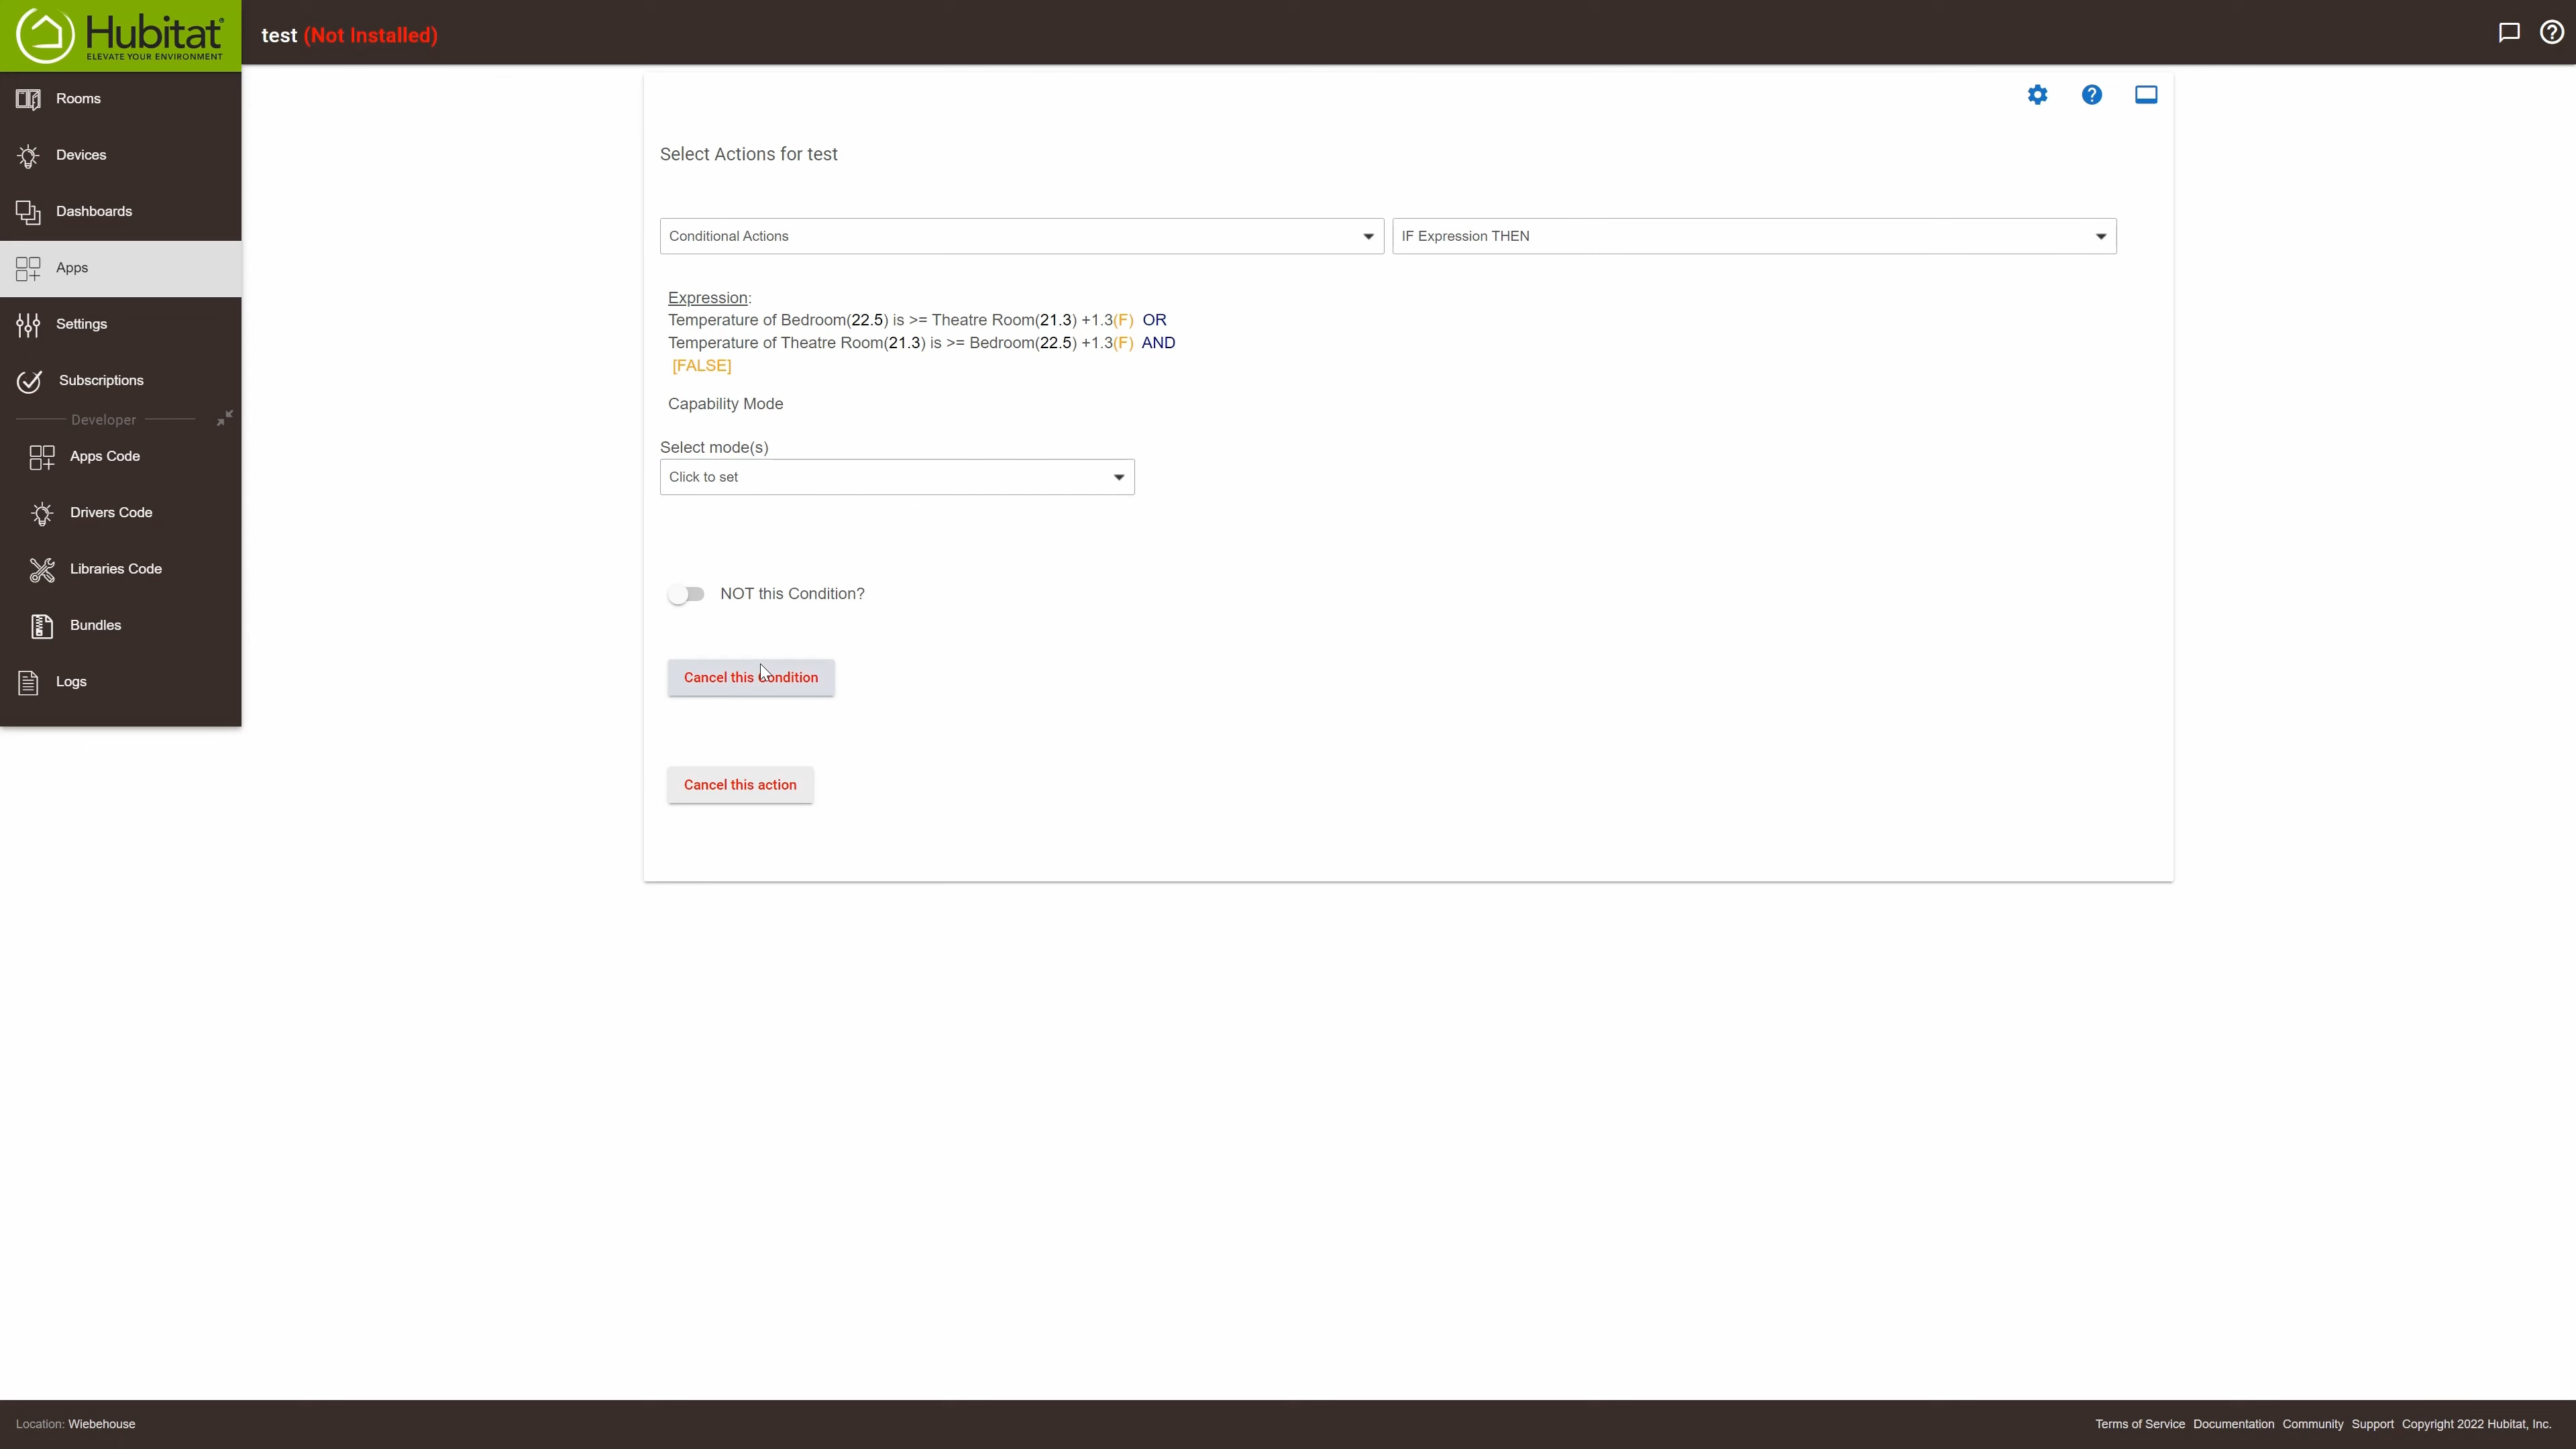 Hubitat®
ELEVATE YOUR ENVIRONMENT
test (Not Installed)
Rooms
Devices
Dashboards
Apps
Settings
Subscriptions
Developer
Apps Code
Drivers Code
Libraries Code
Bundles
Logs
Select Actions for test
Conditional Actions
IF Expression THEN
Expression:
Temperature of Bedroom(22.5) is >= Theatre Room(21.3) +1.3(F) OR
Temperature of Theatre Room(21.3) is >= Bedroom(22.5) +1.3(F) AND
[FALSE]
Capability Mode
Select mode(s)
Click to set
NOT this Condition?
Cancel this condition
Cancel this action
Location: Wiebehouse
Terms of Service Documentation Community Support Copyright 2022 Hubitat, Inc.